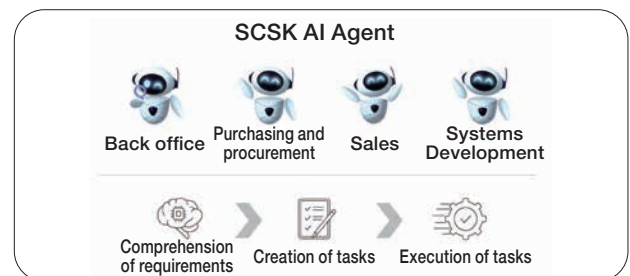 SCSK AI Agent
Back office
Purchasing and
procurement
Sales
Systems
Development
Comprehension
of requirements
Creation of tasks
Execution of tasks